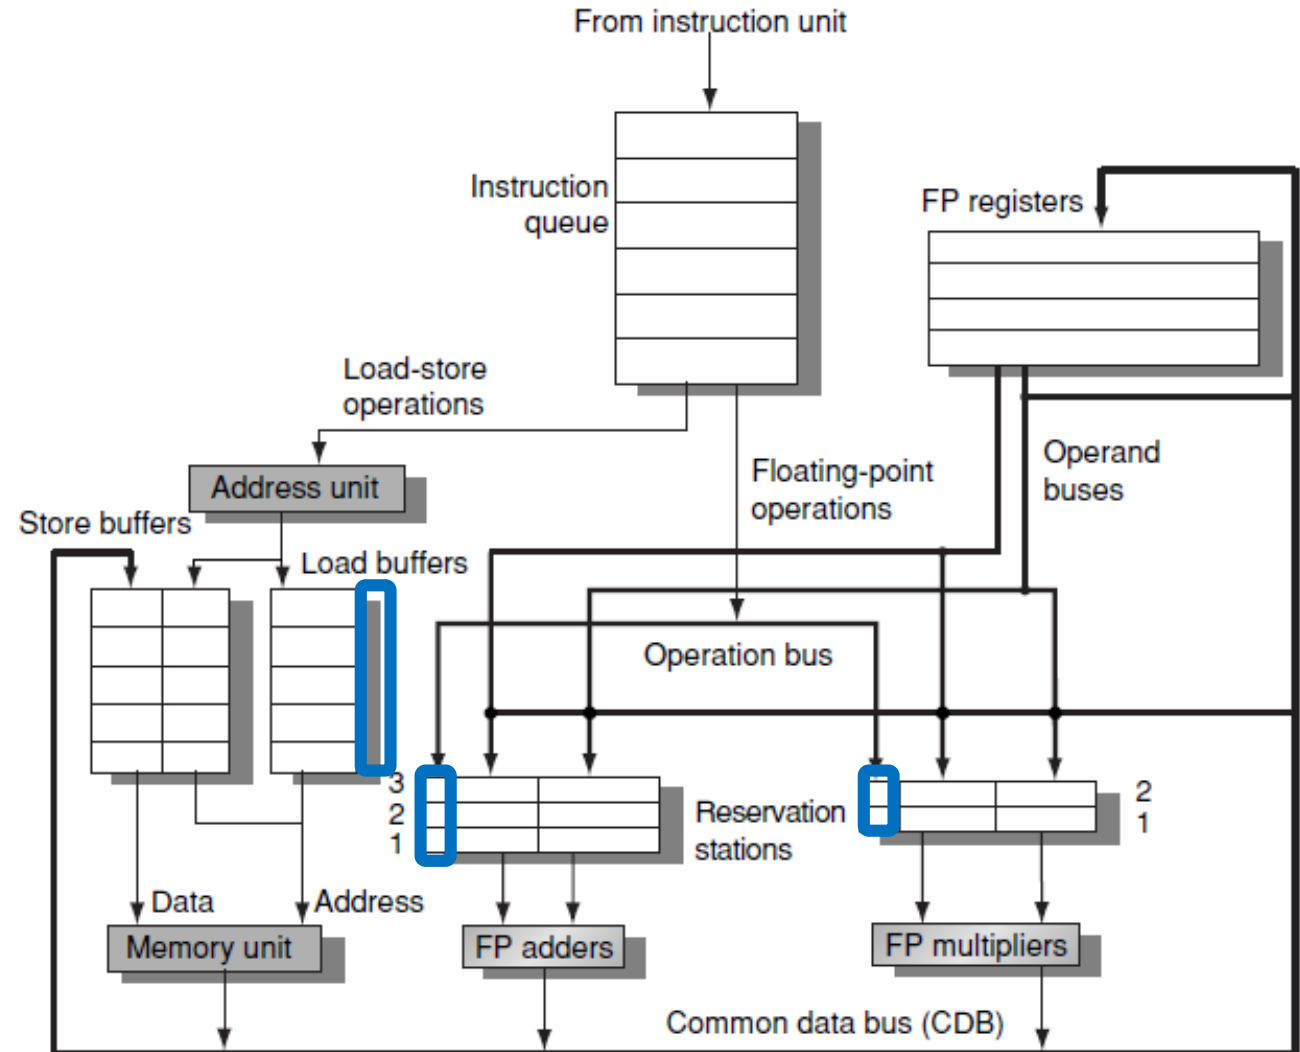 From instruction unit
Instruction
queue
FP registers
Load-store
operations
Address unit
Floating-point
operations
Operand
buses
Store buffers
Load buffers
Operation bus
3
2
1
Reservation
stations
2
1
Data
Address
Memory unit
FP adders
FP multipliers
Common data bus (CDB)